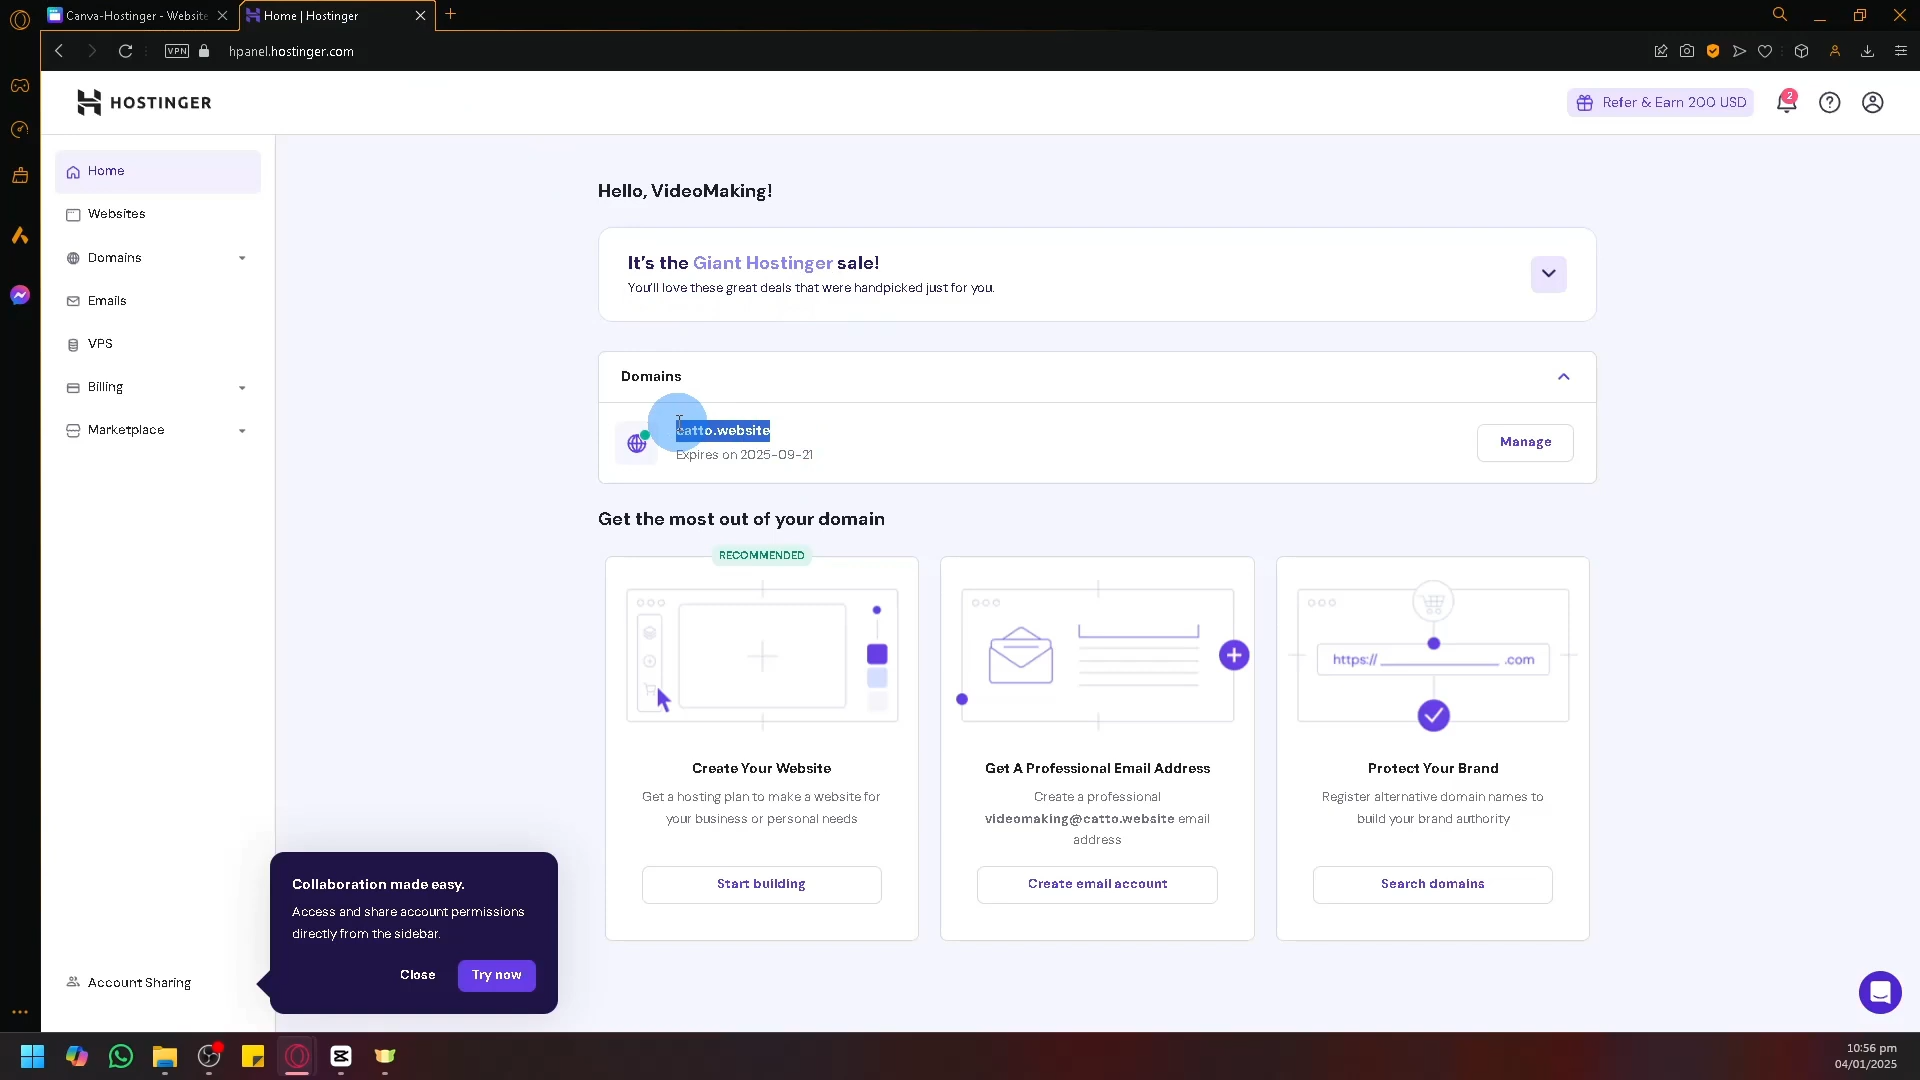 Canva-Hostinger - Website
Home | Hostinger
VPN
hpanel.hostinger.com
HOSTINGER
Refer & Earn 200 USD
2
Home
Websites
Domains
Emails
VPS
Billing
Marketplace
Account Sharing
Hello, VideoMaking!
It's the Giant Hostinger sale!
You'll love these great deals that were handpicked just for you.
Domains
catto.website
Expires on 2025-09-21
Manage
Get the most out of your domain
RECOMMENDED
Create Your Website
Get a hosting plan to make a website for
your business or personal needs
Start building
Get A Professional Email Address
Create a professional
videomaking@catto.website email
address
Create email account
https:// .com
Protect Your Brand
Register alternative domain names to
build your brand authority
Search domains
Collaboration made easy.
Access and share account permissions
directly from the sidebar.
Close
Try now
10:56 pm
04/01/2025